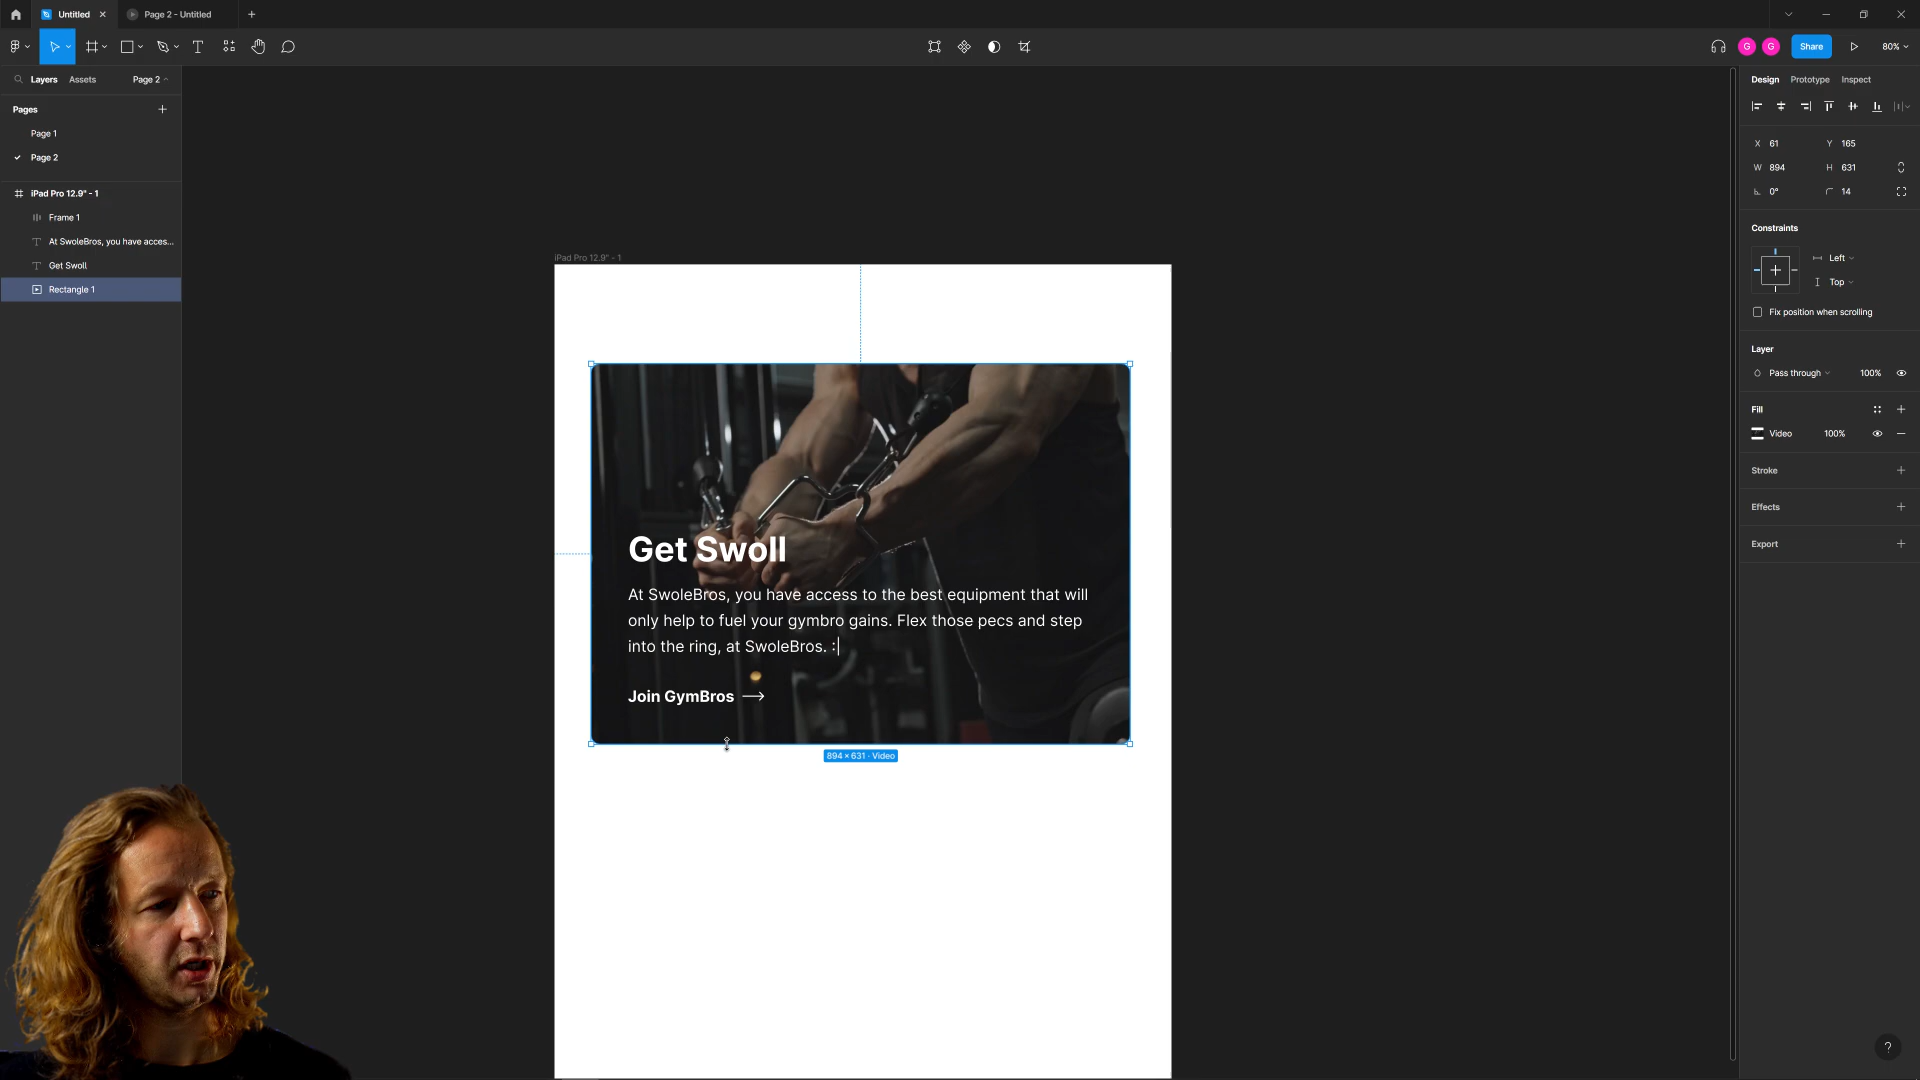 Untitled
Page 2 - Untitled
Share
80%
Layers
Assets
Page 2
Pages
Page 1
Page 2
iPad Pro 12.9" - 1
Frame 1
At SwoleBros, you have acces...
Get Swoll
Rectangle 1
iPad Pro 12.9" - 1
Get Swoll
At SwoleBros, you have access to the best equipment that will
only help to fuel your gymbro gains. Flex those pecs and step
into the ring, at SwoleBros. :|
Join GymBros
894 × 631 · Video
G
G
Design
Prototype
Inspect
X 61
Y 165
W 894
H 631
0°
14
Constraints
Left
Top
Fix position when scrolling
Layer
Pass through
100%
Fill
Video
100%
Stroke
Effects
Export
?